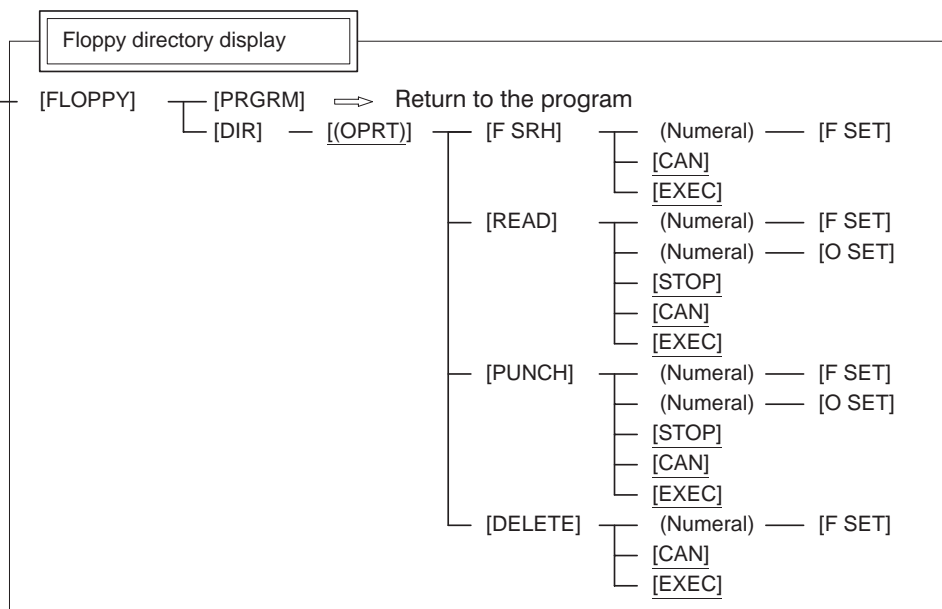 Floppy directory display
[FLOPPY] [PRGRM] Return to the program
[DIR] [(OPRT)] [F SRH] (Numeral) [F SET]
[CAN]
[EXEC]
[READ] (Numeral) [F SET]
(Numeral) [O SET]
[STOP]
[CAN]
[EXEC]
[PUNCH] (Numeral) [F SET]
(Numeral) [O SET]
[STOP]
[CAN]
[EXEC]
[DELETE] (Numeral) [F SET]
[CAN]
[EXEC]